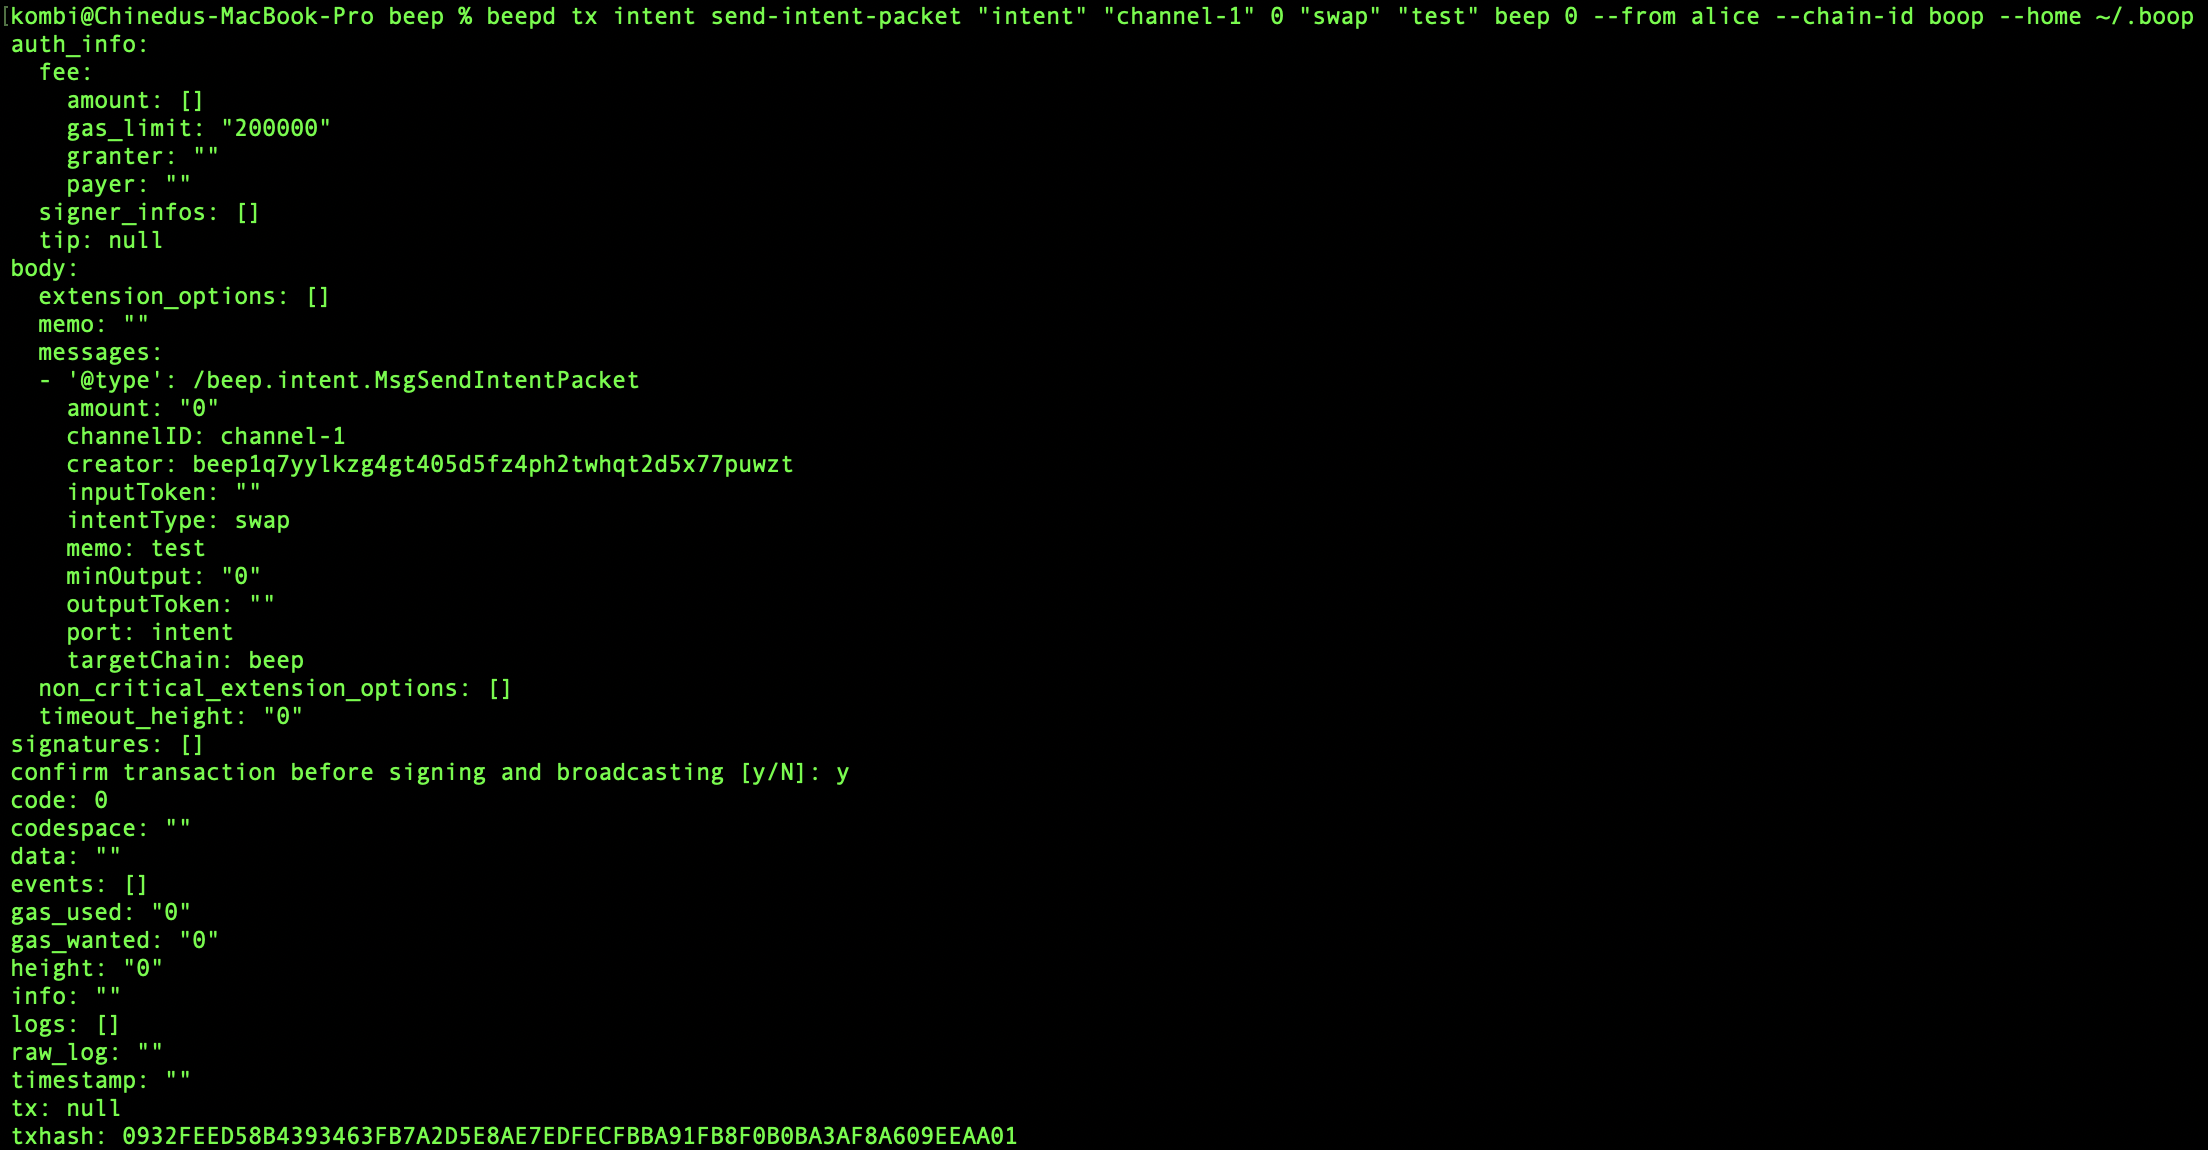 [kombi@Chinedus-MacBook-Pro beep % beepd tx intent send-intent-packet "intent" "channel-1" 0 "swap" "test" beep 0 --from alice --chain-id boop --home ~/.boop
auth_info:
  fee:
    amount: []
    gas_limit: "200000"
    granter: ""
    payer: ""
  signer_infos: []
  tip: null
body:
  extension_options: []
  memo: ""
  messages:
  - '@type': /beep.intent.MsgSendIntentPacket
    amount: "0"
    channelID: channel-1
    creator: beep1q7yylkzg4gt405d5fz4ph2twhqt2d5x77puwzt
    inputToken: ""
    intentType: swap
    memo: test
    minOutput: "0"
    outputToken: ""
    port: intent
    targetChain: beep
  non_critical_extension_options: []
  timeout_height: "0"
signatures: []
confirm transaction before signing and broadcasting [y/N]: y
code: 0
codespace: ""
data: ""
events: []
gas_used: "0"
gas_wanted: "0"
height: "0"
info: ""
logs: []
raw_log: ""
timestamp: ""
tx: null
txhash: 0932FEED58B4393463FB7A2D5E8AE7EDFECFBBA91FB8F0B0BA3AF8A609EEAA01